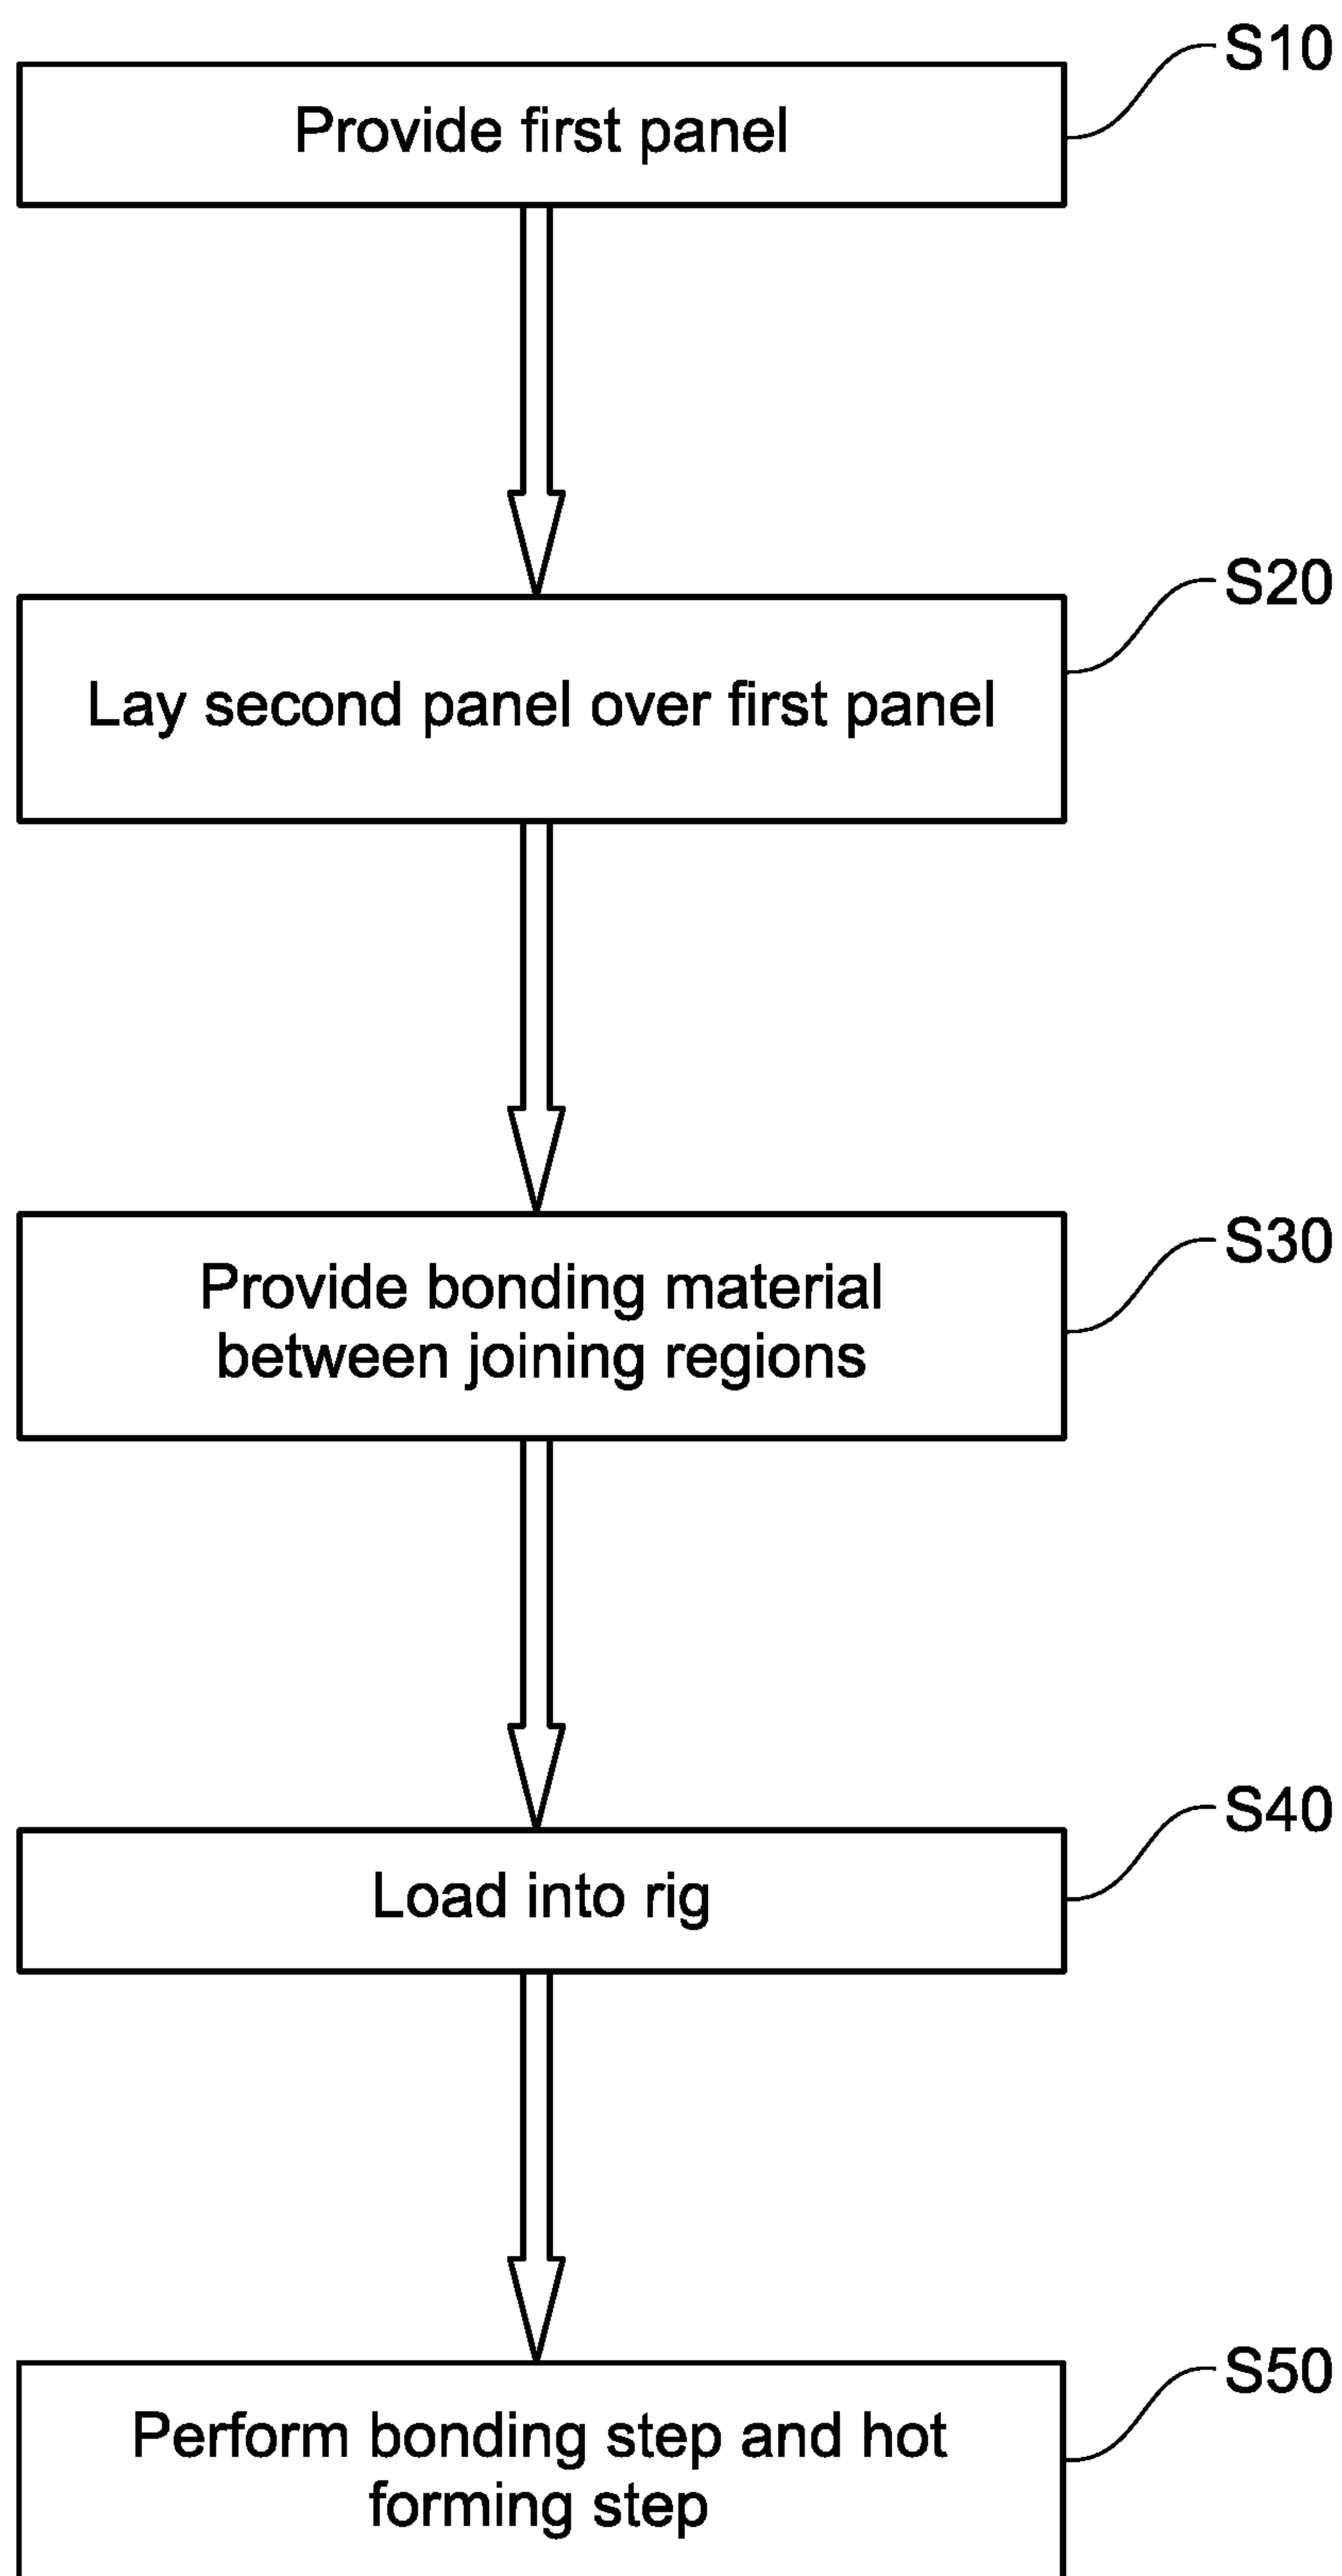 S10
Provide first panel
S20
Lay second panel over first panel
S30
Provide bonding material
between joining regions
S40
Load into rig
S50
Perform bonding step and hot
forming step